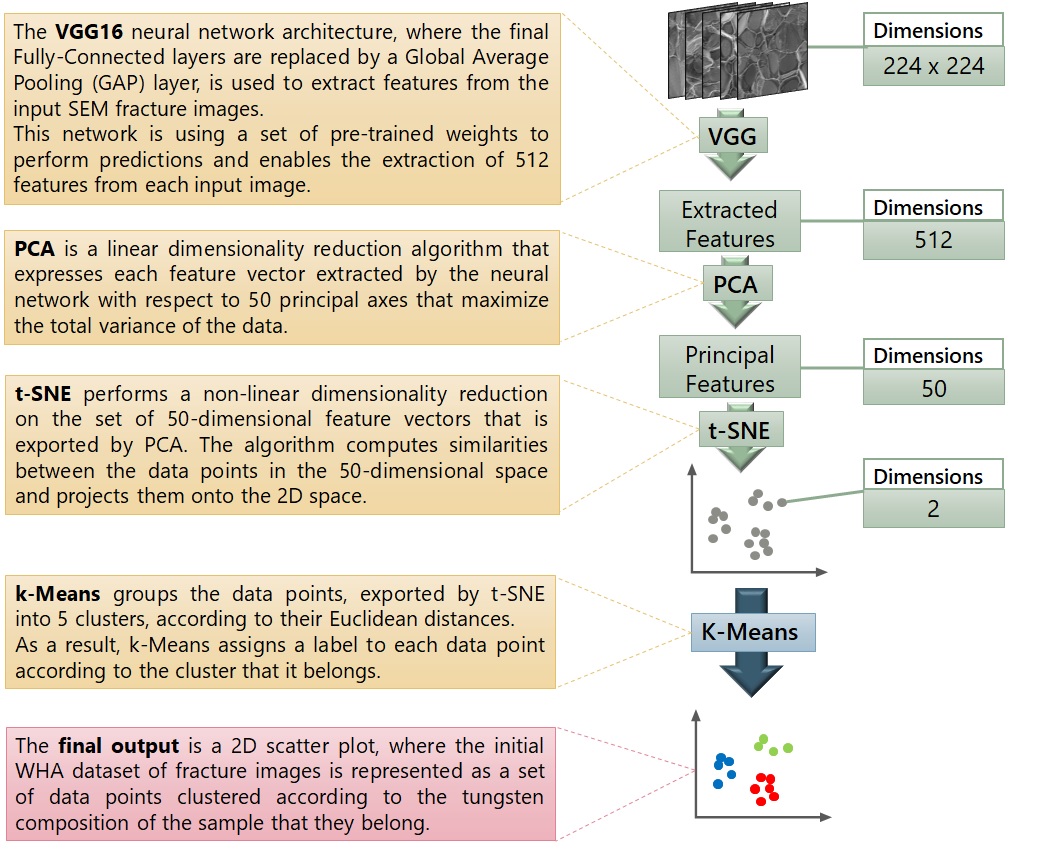 The VGG16 neural network architecture, where the final
Fully-Connected layers are replaced by a Global Average
Pooling (GAP) layer, is used to extract features from the
input SEM fracture images.
This network is using a set of pre-trained weights to
perform predictions and enables the extraction of 512
features from each input image.
Dimensions
224 x 224
VGG
Extracted
Features
Dimensions
512
PCA is a linear dimensionality reduction algorithm that
expresses each feature vector extracted by the neural
network with respect to 50 principal axes that maximize
the total variance of the data.
PCA
Principal
Features
Dimensions
50
t-SNE performs a non-linear dimensionality reduction
on the set of 50-dimensional feature vectors that is
exported by PCA. The algorithm computes similarities
between the data points in the 50-dimensional space
and projects them onto the 2D space.
t-SNE
Dimensions
2
k-Means groups the data points, exported by t-SNE
into 5 clusters, according to their Euclidean distances.
As a result, k-Means assigns a label to each data point
according to the cluster that it belongs.
K-Means
The final output is a 2D scatter plot, where the initial
WHA dataset of fracture images is represented as a set
of data points clustered according to the tungsten
composition of the sample that they belong.